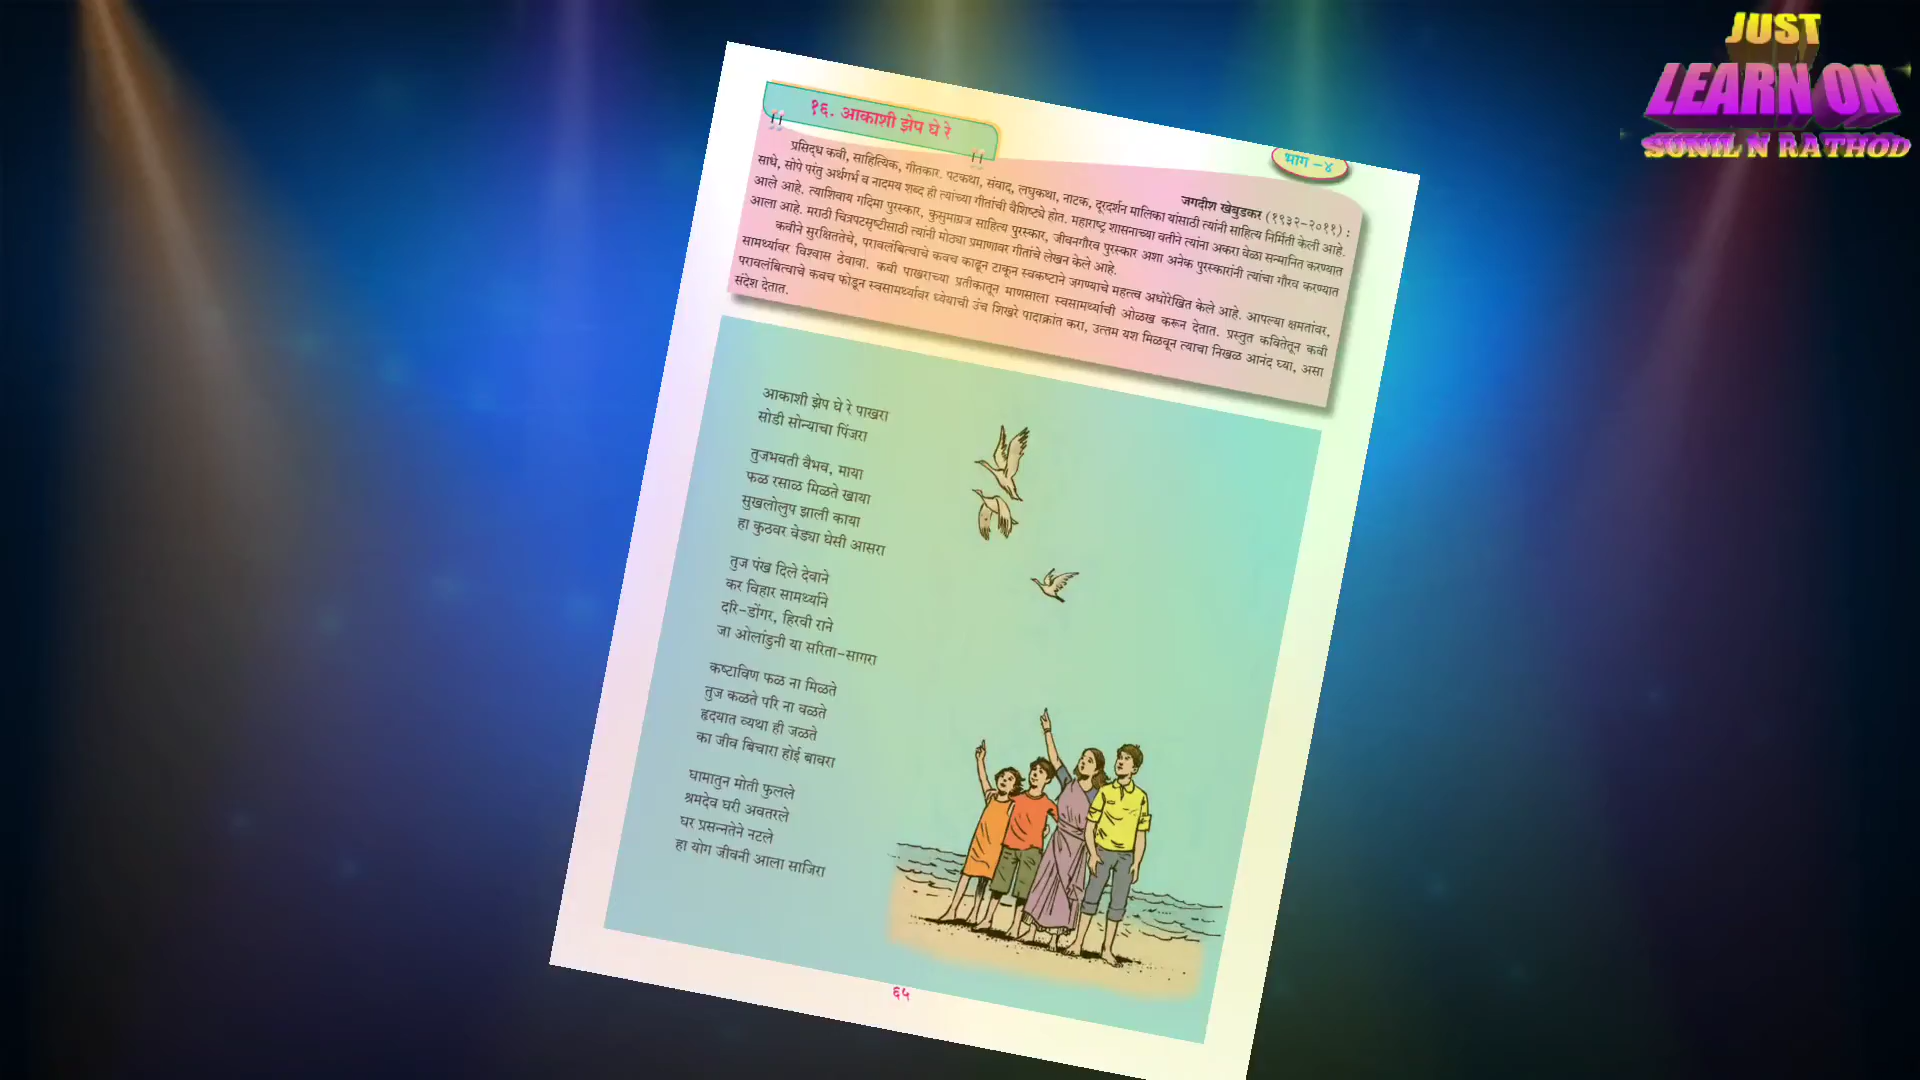 JUST
LEARN ON
SUNIL N RATHOD
१६. आकाशी झेप घे रे
भाग -४
जगदीश खेबुडकर (१९३२-२०११) :
प्रसिद्ध कवी, साहित्यिक, गीतकार. पटकथा, संवाद, लघुकथा, नाटक, दूरदर्शन मालिका यांसाठी त्यांनी साहित्य निर्मिती केली आहे.
साधे, सोपे परंतु अर्थगर्भ व नादमय शब्द ही त्यांच्या गीतांची वैशिष्ट्ये होत. महाराष्ट्र शासनाच्या वतीने त्यांना अकरा वेळा सन्मानित करण्यात
आले आहे. त्याशिवाय गदिमा पुरस्कार, कुसुमाग्रज साहित्य पुरस्कार, जीवनगौरव पुरस्कार अशा अनेक पुरस्कारांनी त्यांचा गौरव करण्यात
आला आहे. मराठी चित्रपटसृष्टीसाठी त्यांनी मोठ्या प्रमाणावर गीतांचे लेखन केले आहे.
कवीने सुरक्षिततेचे, परावलंबित्वाचे कवच काढून टाकून स्वकष्टाने जगण्याचे महत्त्व अधोरेखित केले आहे. आपल्या क्षमतांवर,
सामर्थ्यावर विश्वास ठेवावा. कवी पाखराच्या प्रतीकातून माणसाला स्वसामर्थ्याची ओळख करून देतात. प्रस्तुत कवितेतून कवी
परावलंबित्वाचे कवच फोडून स्वसामर्थ्यावर ध्येयाची उंच शिखरे पादाक्रांत करा, उत्तम यश मिळवून त्याचा निखळ आनंद घ्या, असा
संदेश देतात.
आकाशी झेप घे रे पाखरा
सोडी सोन्याचा पिंजरा
तुजभवती वैभव, माया
फळ रसाळ मिळते खाया
सुखलोलुप झाली काया
हा कुठवर वेड्या घेसी आसरा
तुज पंख दिले देवाने
कर विहार सामर्थ्याने
दरि-डोंगर, हिरवी राने
जा ओलांडुनी या सरिता-सागरा
कष्टाविण फळ ना मिळते
तुज कळते परि ना वळते
हृदयात व्यथा ही जळते
का जीव बिचारा होई बावरा
घामातुन मोती फुलले
श्रमदेव घरी अवतरले
घर प्रसन्नतेने नटले
हा योग जीवनी आला साजिरा
६५